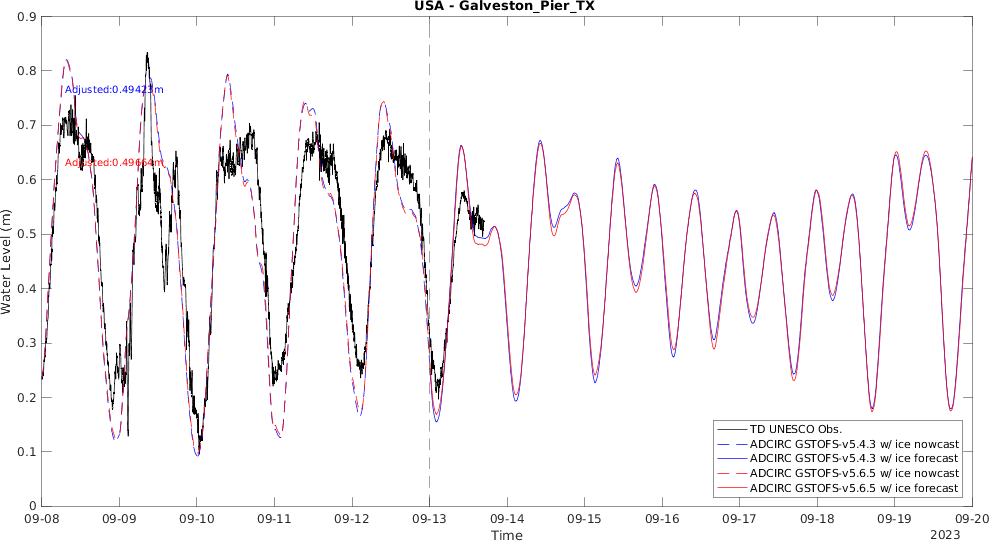 USA - Galveston_Pier_TX
0.9
0.8
0.7
0.6
0.5
0.4
0.3
0.2
0.1
0
Water Level (m)
Adjusted:0.49423m
Adjusted:0.49664m
TD UNESCO Obs.
ADCIRC GSTOFS-v5.4.3 w/ ice nowcast
ADCIRC GSTOFS-v5.4.3 w/ ice forecast
ADCIRC GSTOFS-v5.6.5 w/ ice nowcast
ADCIRC GSTOFS-v5.6.5 w/ ice forecast
09-08 09-09 09-10 09-11 09-12 09-13 09-14 09-15 09-16 09-17 09-18 09-19 09-20
Time
2023